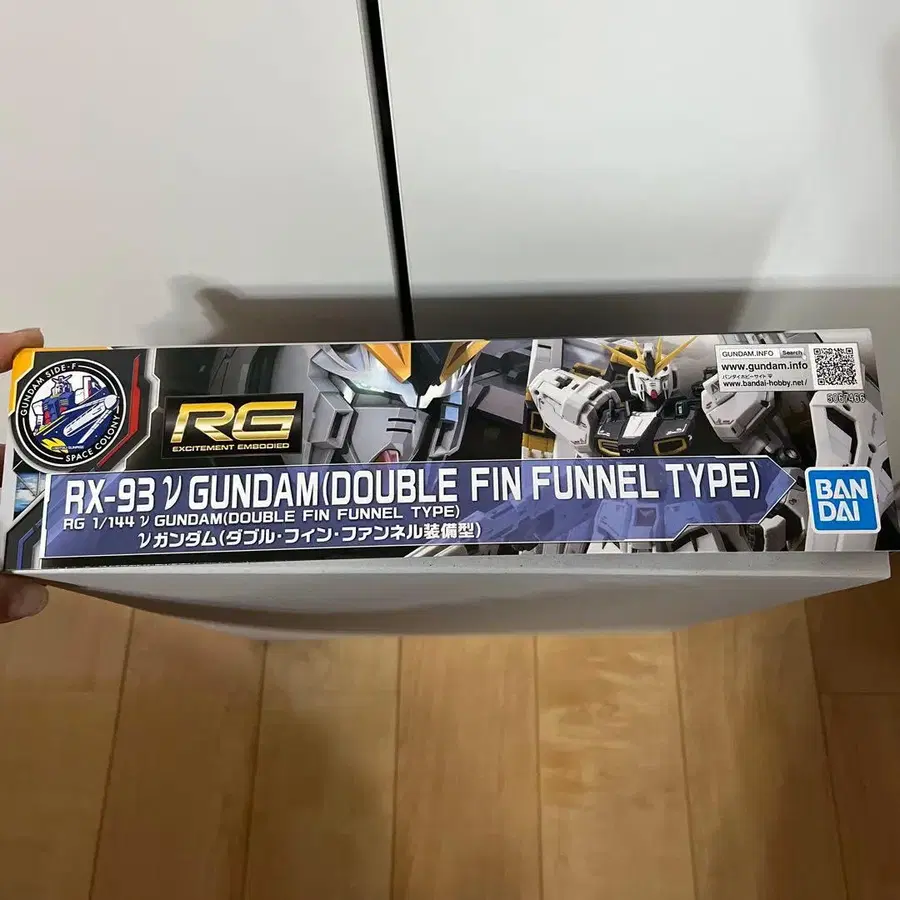 GUNDAM SIDE-F
SPACE COLONY
RG
EXCITEMENT EMBODIED
GUNDAM.INFO Search
www.gundam.info
バンダイホビーサイト
www.bandai-hobby.net/
5067466
RX-93 ν GUNDAM(DOUBLE FIN FUNNEL TYPE)
RG 1/144 ν GUNDAM(DOUBLE FIN FUNNEL TYPE)
νガンダム(ダブル・フィン・ファンネル装備型)
BAN
DAI